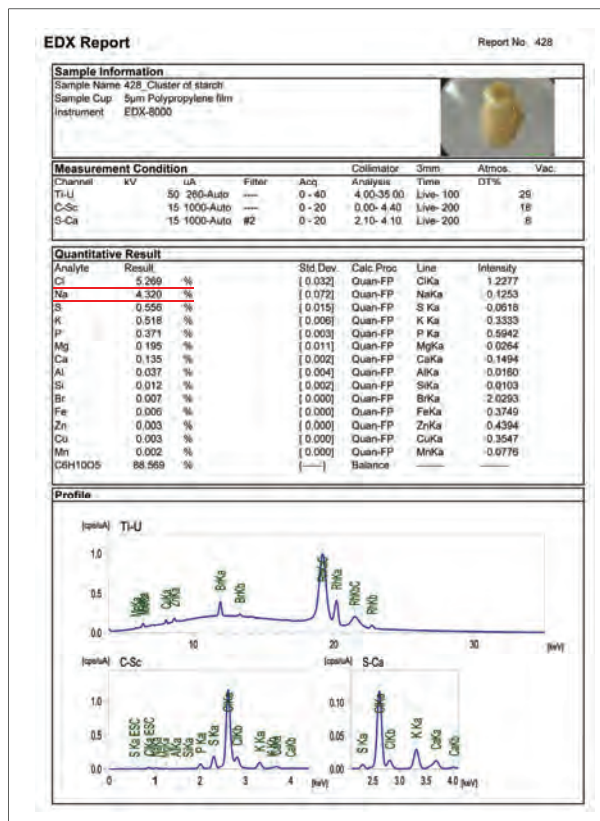 EDX Report
Report No. 428
Sample Information
Sample Name 428_Cluster of starch
Sample Cup 5µm Polypropylene film
Instrument EDX-8000
Measurement Condition Collimator 3mm Atmos. Vac.
Channel kV uA Filter Acq. Analysis Time DT%
Ti-U 50 260-Auto ---- 0 - 40 4.00-35.00 Live- 100 29
C-Sc 15 1000-Auto ---- 0 - 20 0.00- 4.40 Live- 200 18
S-Ca 15 1000-Auto #2 0 - 20 2.10- 4.10 Live- 200
Quantitative Result
Analyte Result Std.Dev. Calc.Proc Line Intensity
Cl 5.269 % [ 0.032] Quan-FP ClKa 1.2277
Na 4.320 % [ 0.072] Quan-FP NaKa 0.1253
S 0.556 % [ 0.015] Quan-FP S Ka 0.0618
K 0.518 % [ 0.006] Quan-FP K Ka 0.3333
P 0.371 % [ 0.003] Quan-FP P Ka 0.5942
Mg 0.195 % [ 0.011] Quan-FP MgKa 0.0264
Ca 0.135 % [ 0.002] Quan-FP CaKa 0.1494
Al 0.037 % [ 0.004] Quan-FP AlKa 0.0160
Si 0.012 % [ 0.002] Quan-FP SiKa 0.0103
Br 0.007 % [ 0.000] Quan-FP BrKa 2.0293
Fe 0.006 % [ 0.000] Quan-FP FeKa 0.3749
Zn 0.003 % [ 0.000] Quan-FP ZnKa 0.4394
Cu 0.003 % [ 0.000] Quan-FP CuKa 0.3547
Mn 0.002 % [ 0.000] Quan-FP MnKa 0.0776
C6H10O5 88.569 % [-----] Balance ------ ------
Profile
[cps/uA] Ti-U
1.0
0.5
0.0
CuKa ZnKa BrKa BrKb RhKa RhKbC RhKb
10 20 30 [keV]
[cps/uA] C-Sc
1.0
0.5
0.0
S Ka ESC AlKa SiKa P Ka S Ka ClKa ClKb K Ka CaKb
0 2 4 [keV]
[cps/uA] S-Ca
0.10
0.05
0.00
S Ka ClKa ClKb K Ka CaKa CaKb
2.5 3.0 3.5 4.0 [keV]